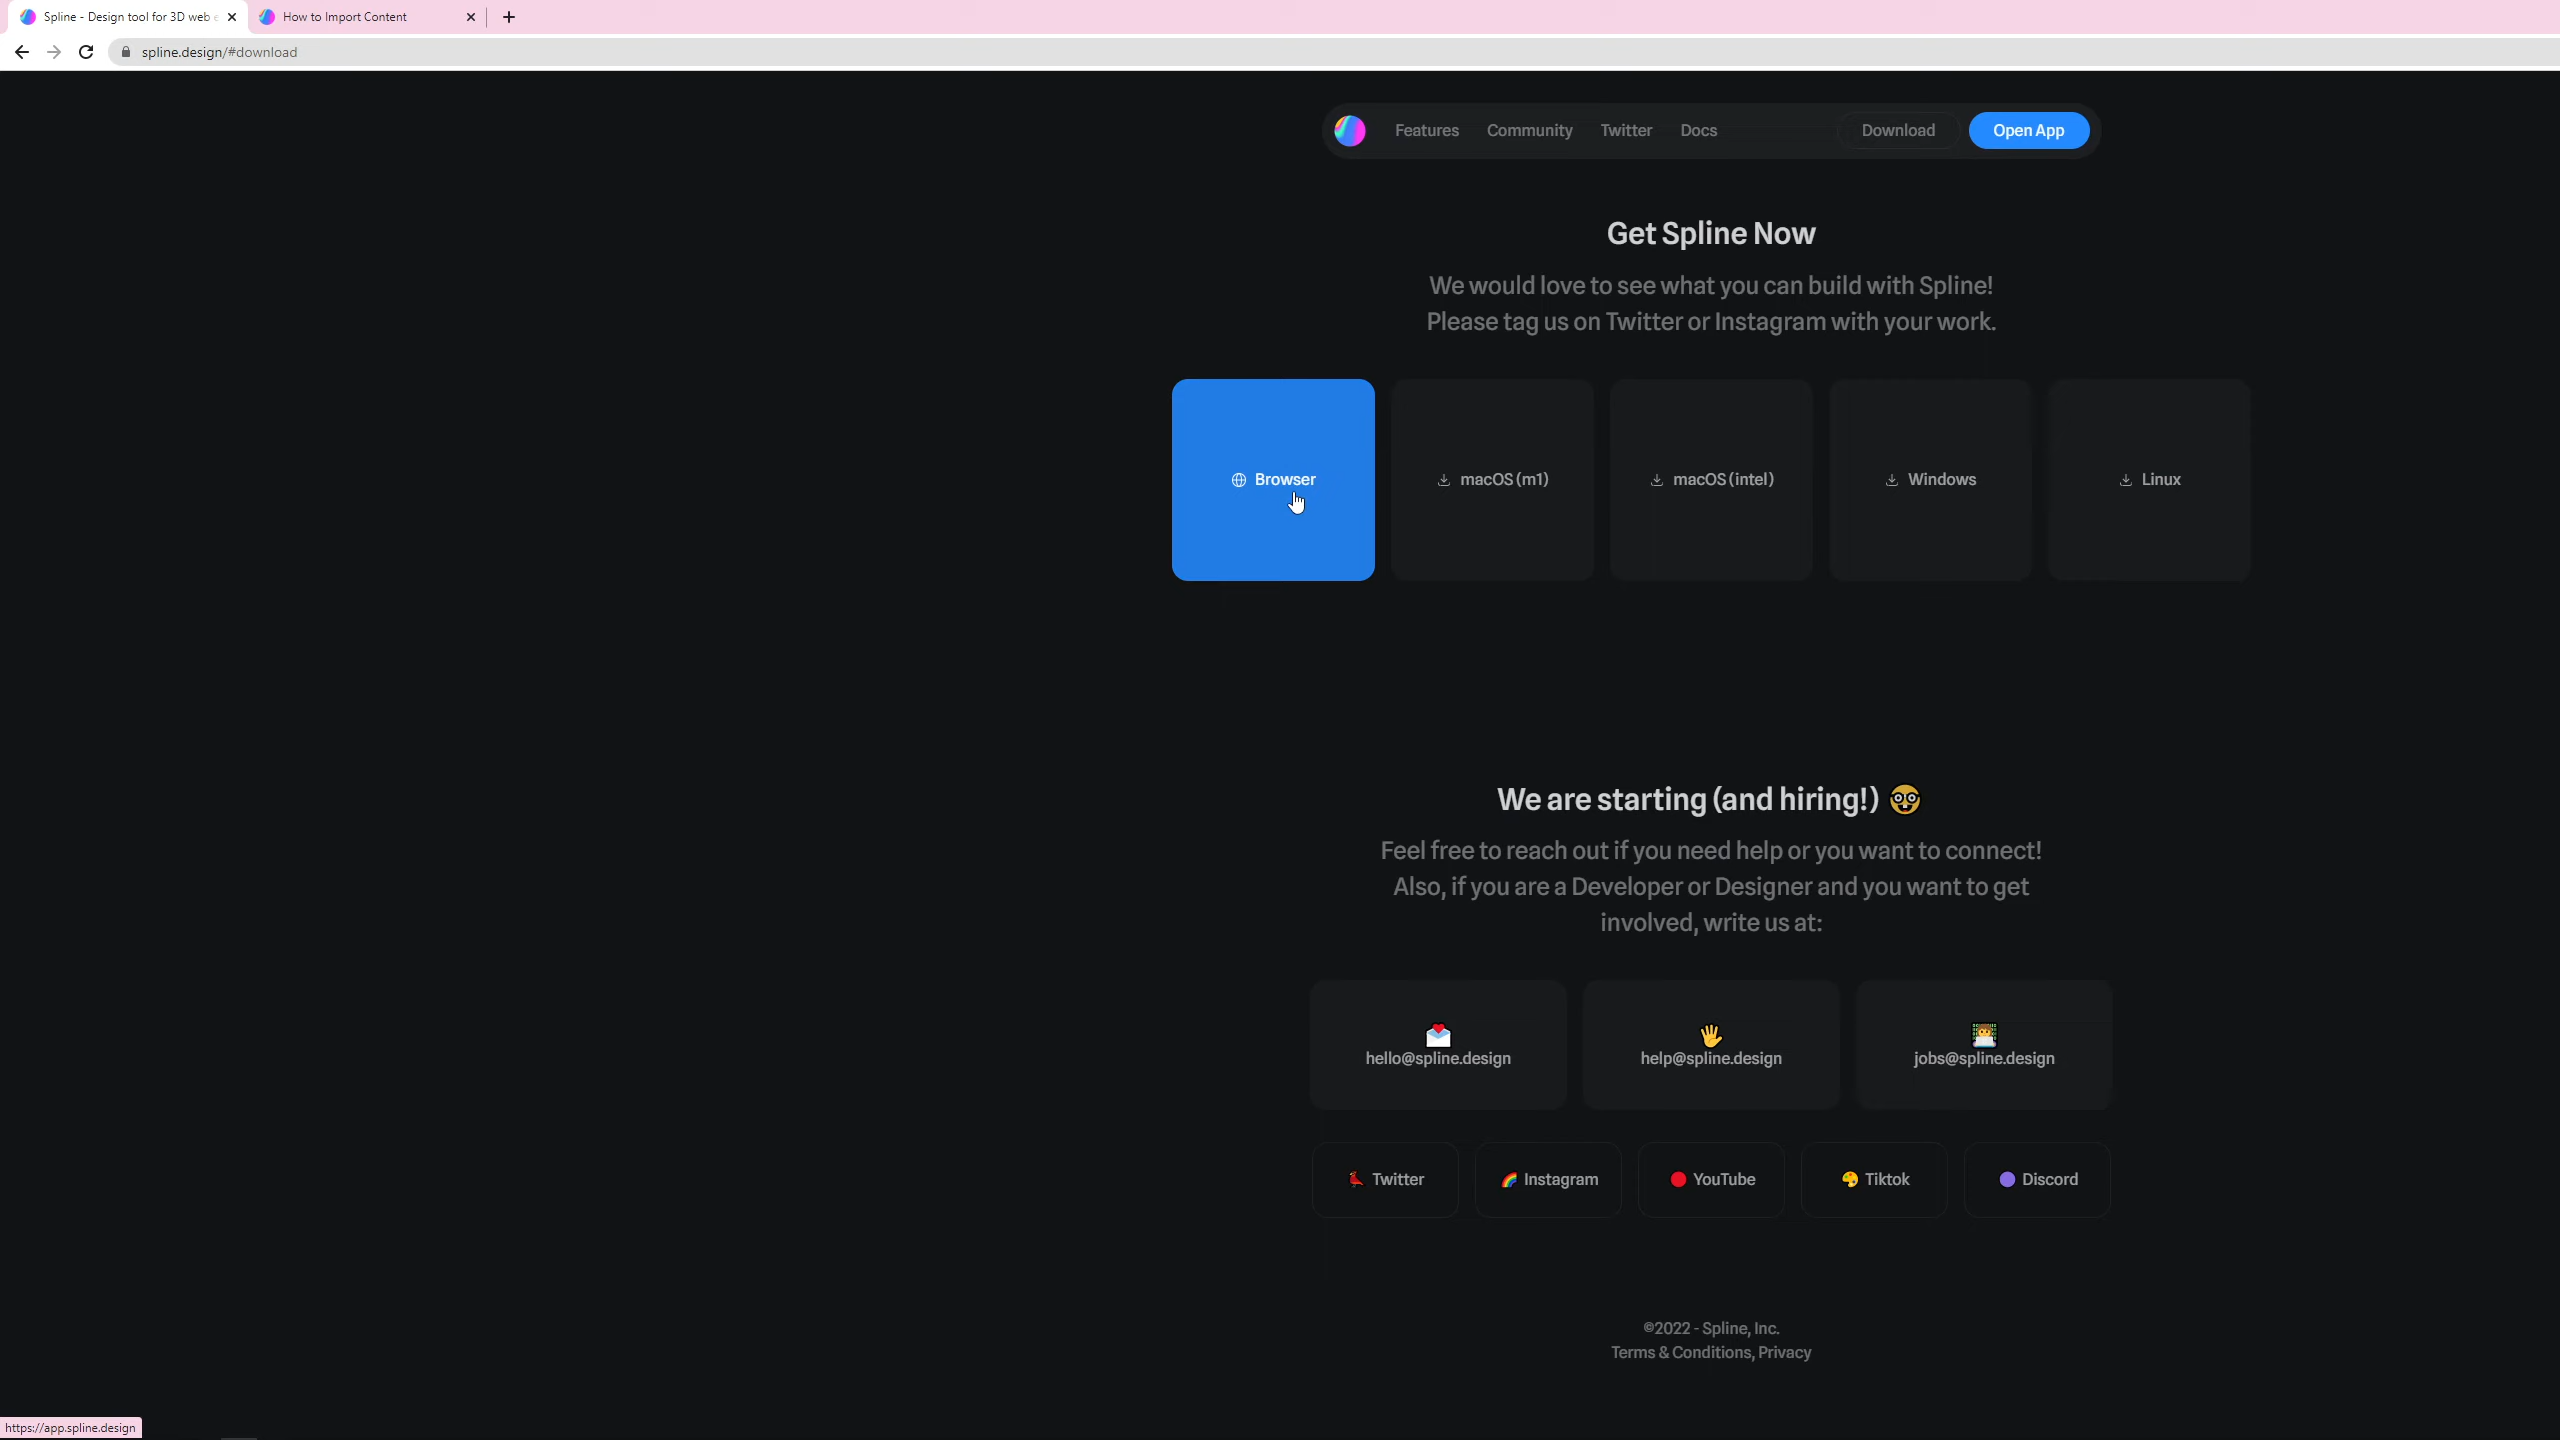 Spline - Design tool for 3D web e
How to Import Content
spline.design/#download
Features Community Twitter Docs Download Open App
Get Spline Now
We would love to see what you can build with Spline!
Please tag us on Twitter or Instagram with your work.
Browser macOS (m1) macOS (intel) Windows Linux
We are starting (and hiring!)
Feel free to reach out if you need help or you want to connect!
Also, if you are a Developer or Designer and you want to get
involved, write us at:
hello@spline.design help@spline.design jobs@spline.design
Twitter Instagram YouTube Tiktok Discord
©2022 - Spline, Inc.
Terms & Conditions, Privacy
https://app.spline.design